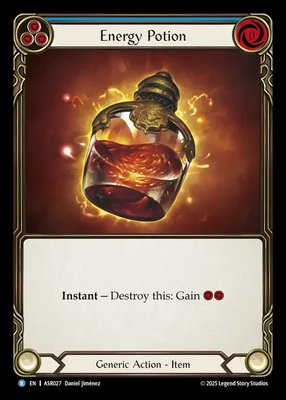 Energy Potion
Instant — Destroy this: Gain
Generic Action - Item
R EN | ASR027 Daniel Jiménez
© 2025 Legend Story Studios